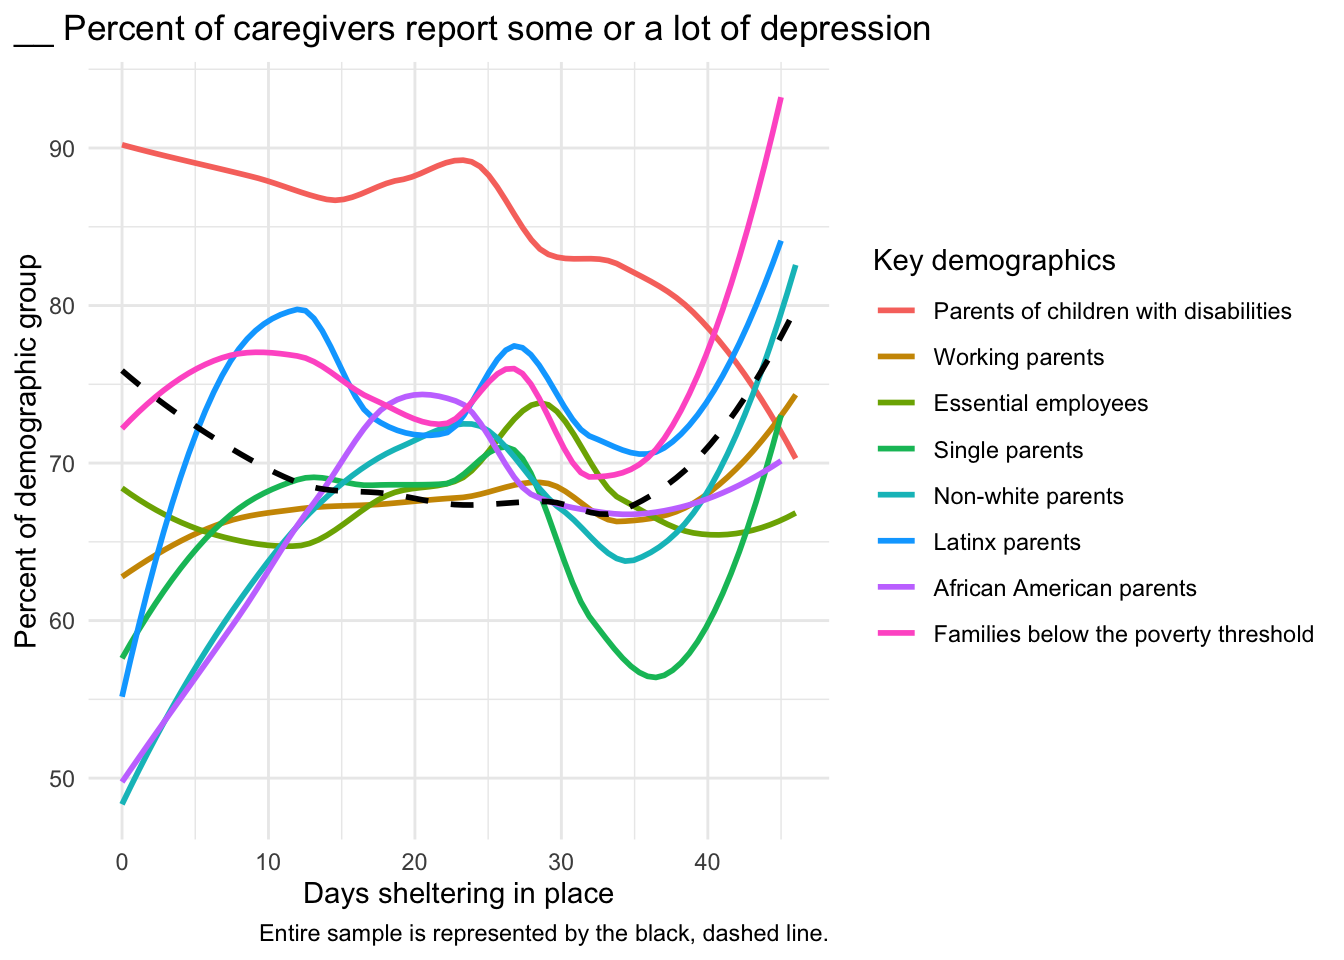 __ Percent of caregivers report some or a lot of depression
Percent of demographic group
90
80
70
60
50
0 10 20 30 40
Days sheltering in place
Entire sample is represented by the black, dashed line.
Key demographics
Parents of children with disabilities
Working parents
Essential employees
Single parents
Non-white parents
Latinx parents
African American parents
Families below the poverty threshold